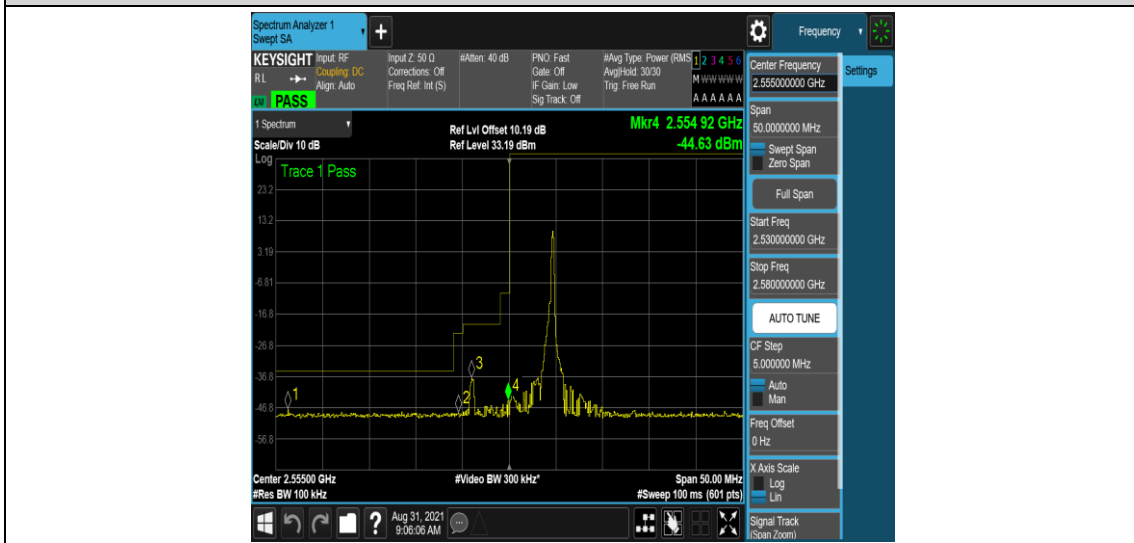 Spectrum Analyzer 1
Swept SA
+
Frequency
KEYSIGHT
RL
PASS
Input: RF
Coupling: DC
Align: Auto
Input Z: 50 Ω
Corrections: Off
Freq Ref: Int (S)
#Atten: 40 dB
PNO: Fast
Gate: Off
IF Gain: Low
Sig Track: Off
#Avg Type: Power (RMS
Avg|Hold: 30/30
Trig: Free Run
1 2 3 4 5 6
M W W W W W
A A A A A A
1 Spectrum
Scale/Div 10 dB
Ref Lvl Offset 10.19 dB
Ref Level 33.19 dBm
Mkr4 2.554 92 GHz
-44.63 dBm
Log
Trace 1 Pass
23.2
13.2
3.19
-6.81
-16.8
-26.8
-36.8
-46.8
-56.8
1
2
3
4
Center 2.55500 GHz
#Res BW 100 kHz
#Video BW 300 kHz*
Span 50.00 MHz
#Sweep 100 ms (601 pts)
Center Frequency
2.555000000 GHz
Settings
Span
50.0000000 MHz
Swept Span
Zero Span
Full Span
Start Freq
2.530000000 GHz
Stop Freq
2.580000000 GHz
AUTO TUNE
CF Step
5.000000 MHz
Auto
Man
Freq Offset
0 Hz
X Axis Scale
Log
Lin
Signal Track
(Span Zoom)
?
Aug 31, 2021
9:06:06 AM